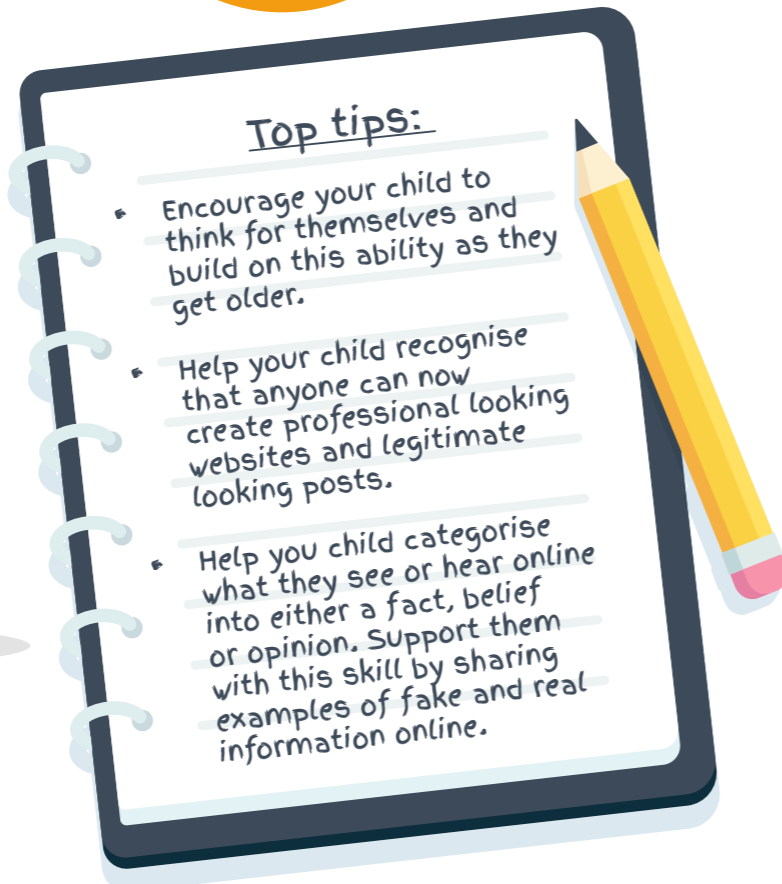 Top tips:
Encourage your child to
think for themselves and
build on this ability as they
get older.
Help your child recognise
that anyone can now
create professional looking
websites and legitimate
looking posts.
Help you child categorise
what they see or hear online
into either a fact, belief
or opinion. Support them
with this skill by sharing
examples of fake and real
information online.